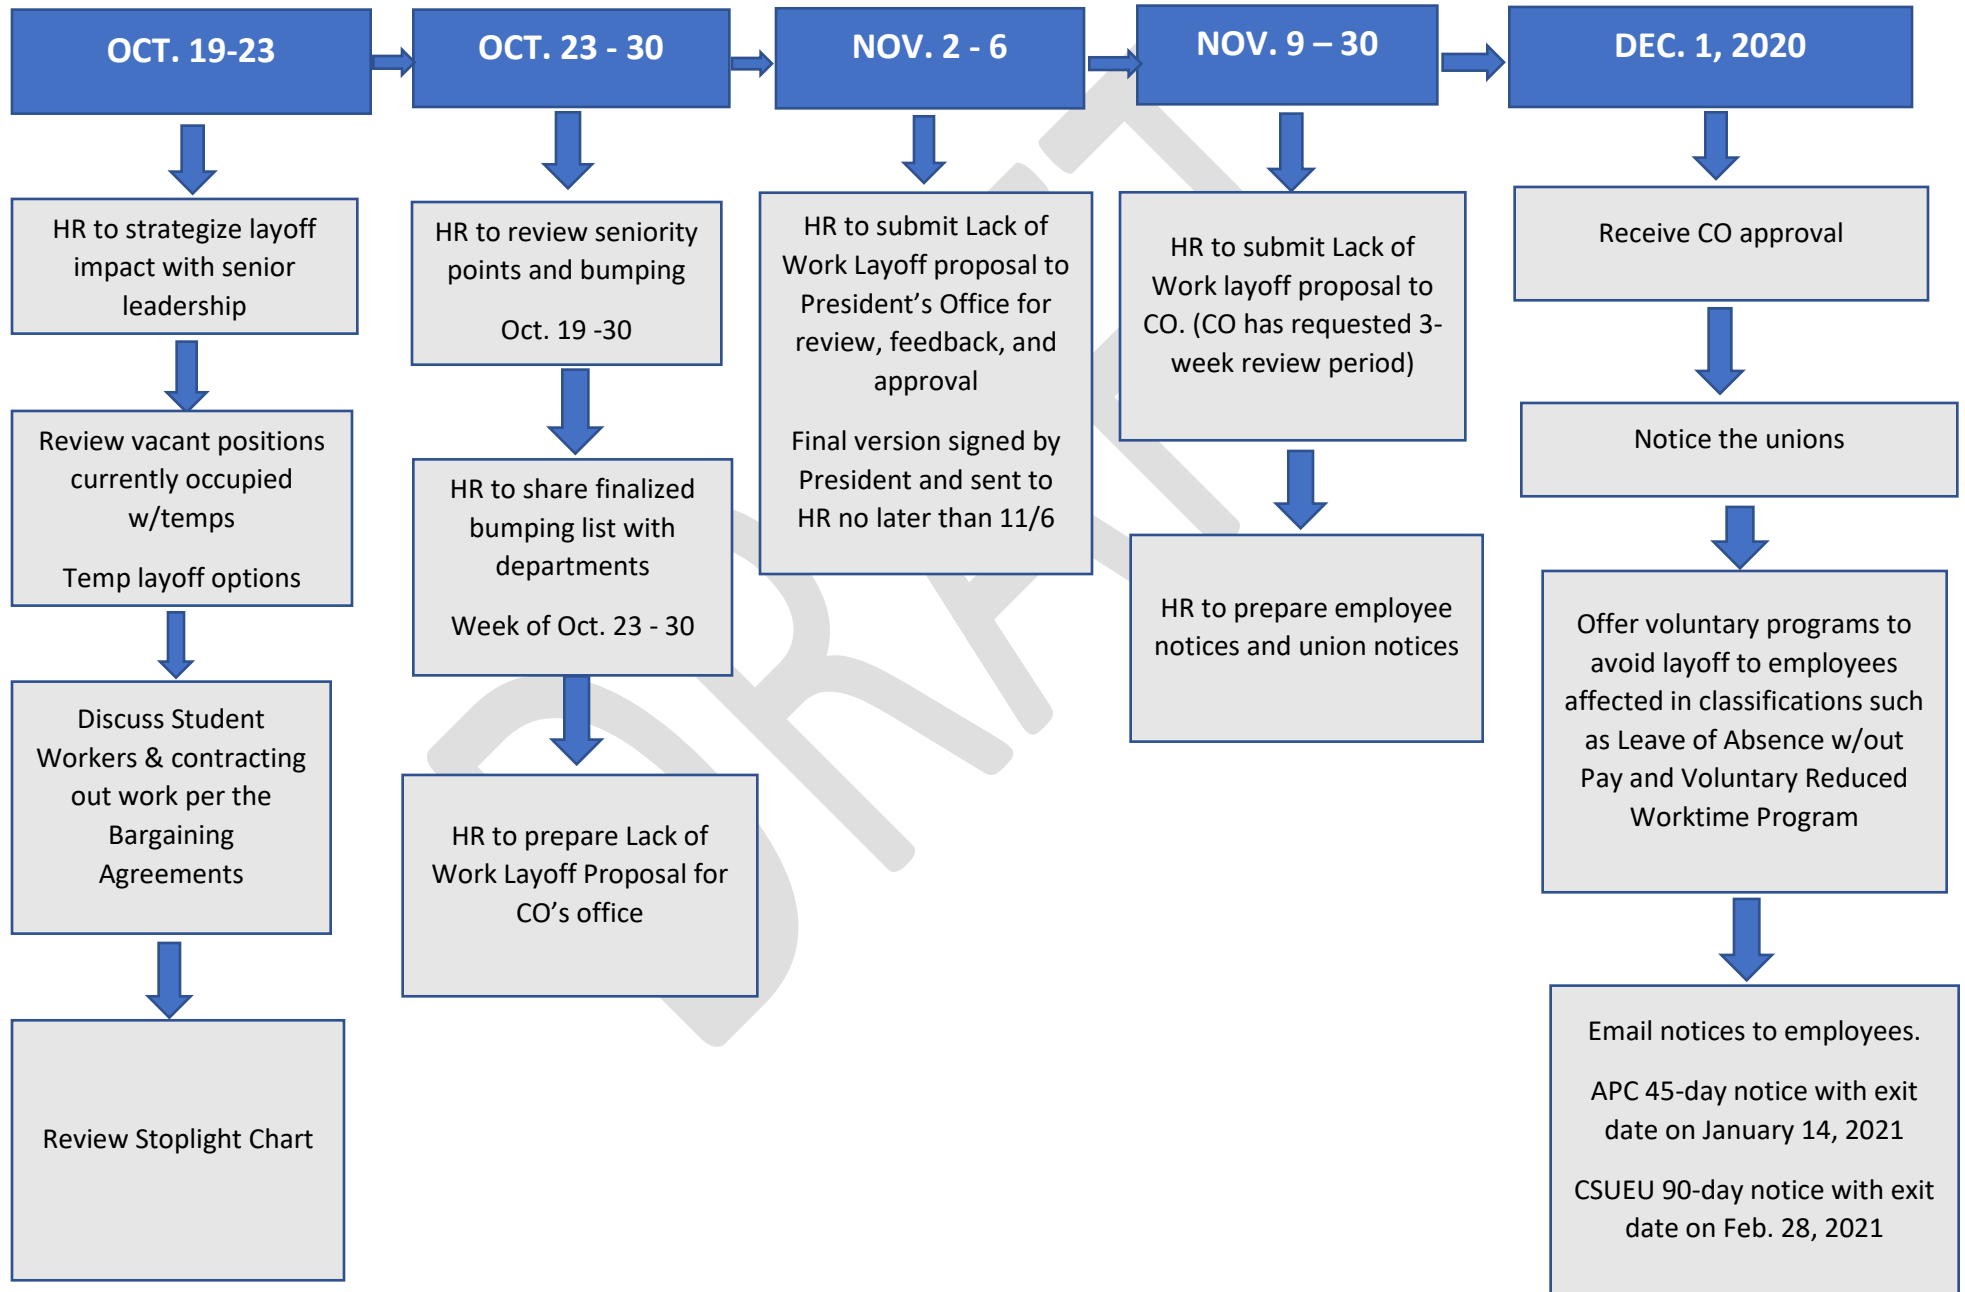 OCT. 19-23
HR to strategize layoff
impact with senior
leadership
Review vacant positions
currently occupied
w/temps
Temp layoff options
Discuss Student
Workers & contracting
out work per the
Bargaining
Agreements
Review Stoplight Chart
OCT. 23 - 30
HR to review seniority
points and bumping
Oct. 19 -30
HR to share finalized
bumping list with
departments
Week of Oct. 23 - 30
HR to prepare Lack of
Work Layoff Proposal for
CO’s office
NOV. 2 - 6
HR to submit Lack of
Work Layoff proposal to
President’s Office for
review, feedback, and
approval
Final version signed by
President and sent to
HR no later than 11/6
NOV. 9 – 30
HR to submit Lack of
Work layoff proposal to
CO. (CO has requested 3-
week review period)
HR to prepare employee
notices and union notices
DEC. 1, 2020
Receive CO approval
Notice the unions
Offer voluntary programs to
avoid layoff to employees
affected in classifications such
as Leave of Absence w/out
Pay and Voluntary Reduced
Worktime Program
Email notices to employees.
APC 45-day notice with exit
date on January 14, 2021
CSUEU 90-day notice with exit
date on Feb. 28, 2021
DRAFT